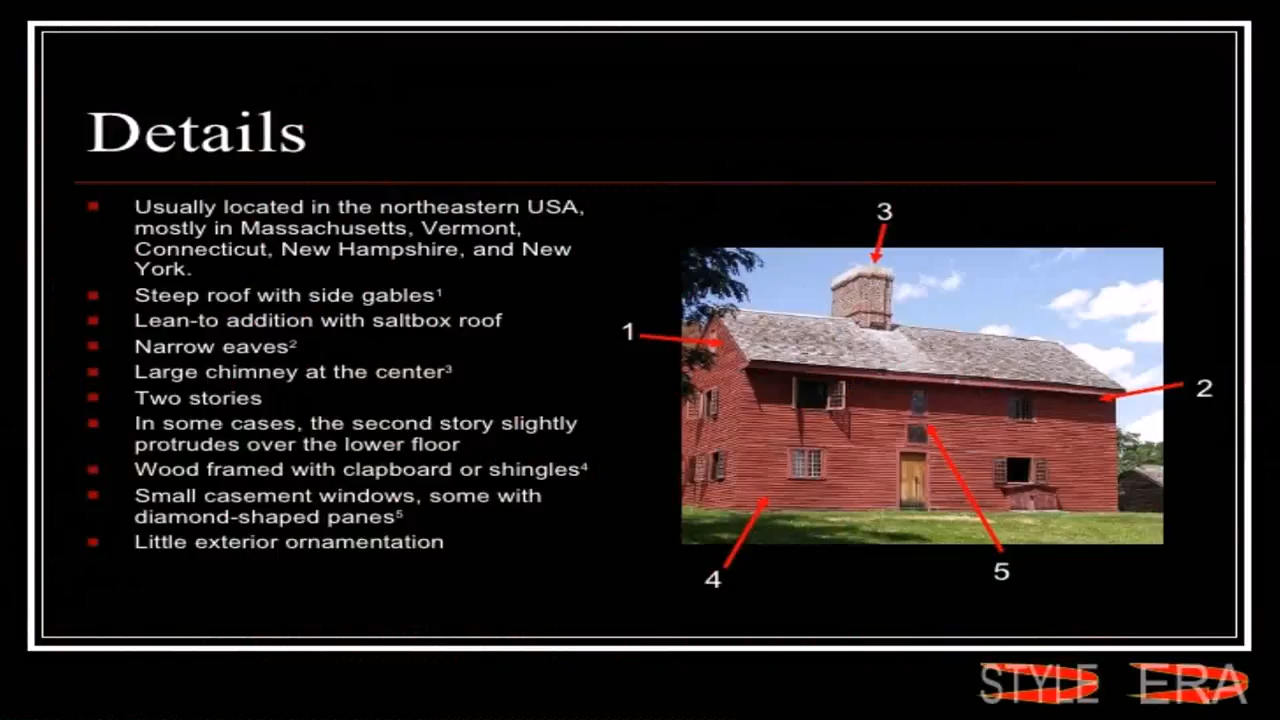 Details
Usually located in the northeastern USA,
mostly in Massachusetts, Vermont,
Connecticut, New Hampshire, and New
York.
Steep roof with side gables¹
Lean-to addition with saltbox roof
Narrow eaves²
Large chimney at the center³
Two stories
In some cases, the second story slightly
protrudes over the lower floor
Wood framed with clapboard or shingles⁴
Small casement windows, some with
diamond-shaped panes⁵
Little exterior ornamentation
3
1
2
4
5
STYLE ERA